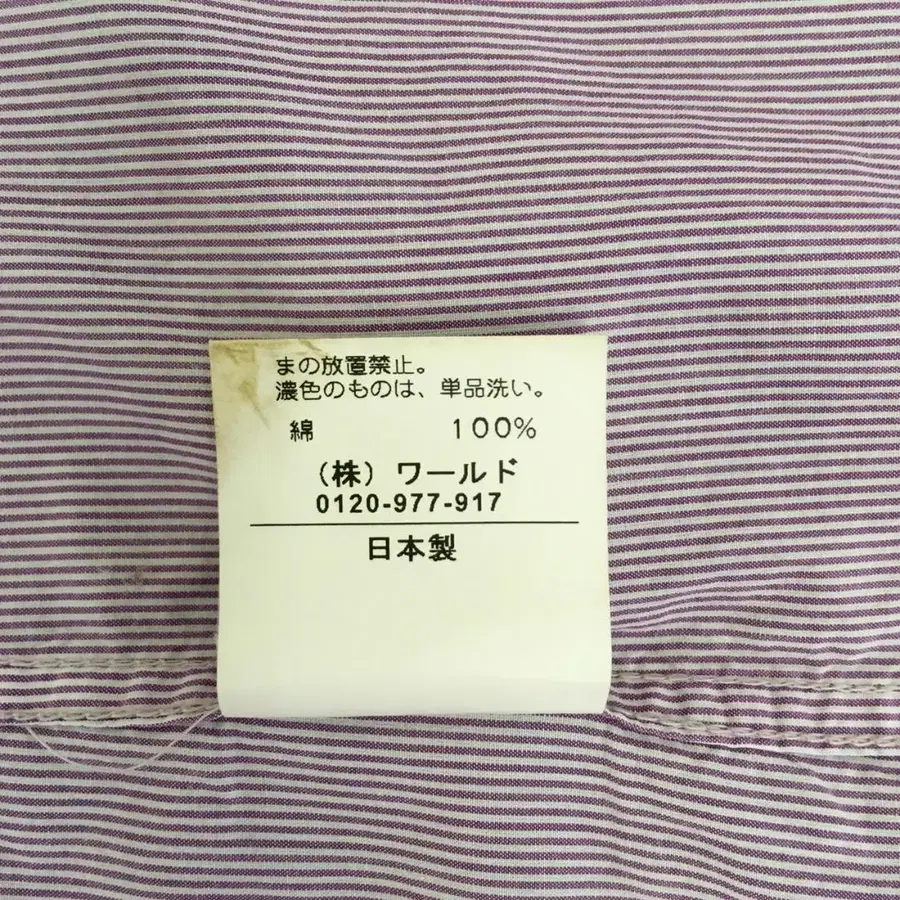 まの放置禁止。
濃色のものは、単品洗い。
綿 100%
(株)ワールド
0120-977-917
日本製